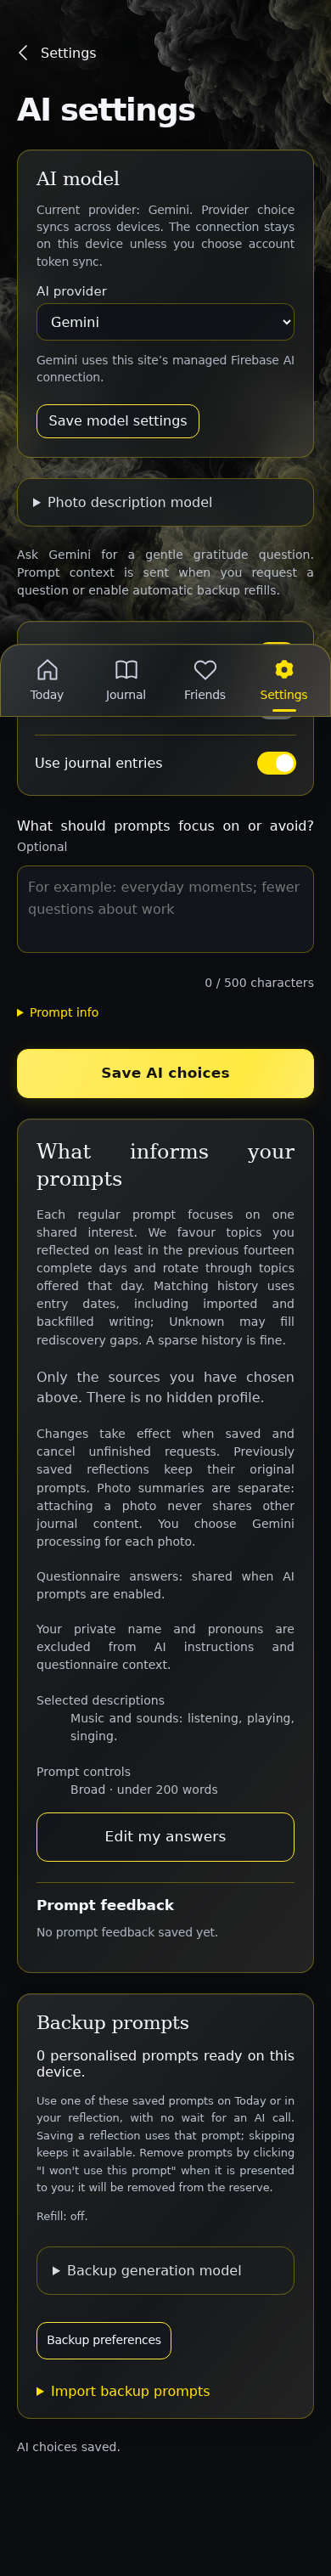 Settings
AI settings
AI model
Current provider: Gemini. Provider choice
syncs across devices. The connection stays
on this device unless you choose account
token sync.
AI provider
Gemini
Gemini uses this site’s managed Firebase AI
connection.
Save model settings
Photo description model
Ask Gemini for a gentle gratitude question.
Prompt context is sent when you request a
question or enable automatic backup refills.
Today
Journal
Friends
Settings
Use journal entries
What should prompts focus on or avoid?
Optional
For example: everyday moments; fewer
questions about work
0 / 500 characters
Prompt info
Save AI choices
What informs your
prompts
Each regular prompt focuses on one
shared interest. We favour topics you
reflected on least in the previous fourteen
complete days and rotate through topics
offered that day. Matching history uses
entry dates, including imported and
backfilled writing; Unknown may fill
rediscovery gaps. A sparse history is fine.
Only the sources you have chosen
above. There is no hidden profile.
Changes take effect when saved and
cancel unfinished requests. Previously
saved reflections keep their original
prompts. Photo summaries are separate:
attaching a photo never shares other
journal content. You choose Gemini
processing for each photo.
Questionnaire answers: shared when AI
prompts are enabled.
Your private name and pronouns are
excluded from AI instructions and
questionnaire context.
Selected descriptions
Music and sounds: listening, playing,
singing.
Prompt controls
Broad · under 200 words
Edit my answers
Prompt feedback
No prompt feedback saved yet.
Backup prompts
0 personalised prompts ready on this
device.
Use one of these saved prompts on Today or in
your reflection, with no wait for an AI call.
Saving a reflection uses that prompt; skipping
keeps it available. Remove prompts by clicking
"I won't use this prompt" when it is presented
to you; it will be removed from the reserve.
Refill: off.
Backup generation model
Backup preferences
Import backup prompts
AI choices saved.